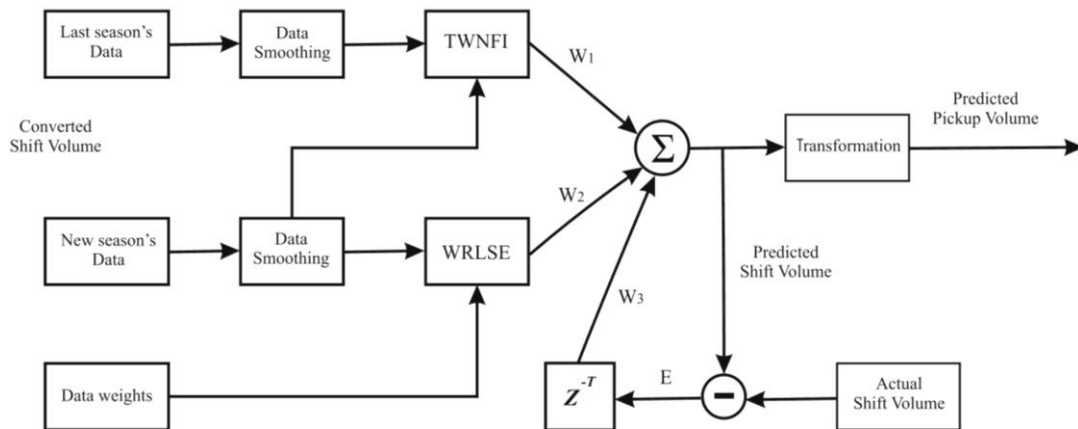 Last season's
Data
Data
Smoothing
TWNFI
W1
Converted
Shift Volume
Σ
Transformation
Predicted
Pickup Volume
New season's
Data
Data
Smoothing
WRLSE
W2
W3
Predicted
Shift Volume
Data weights
Z-T
E
-
Actual
Shift Volume